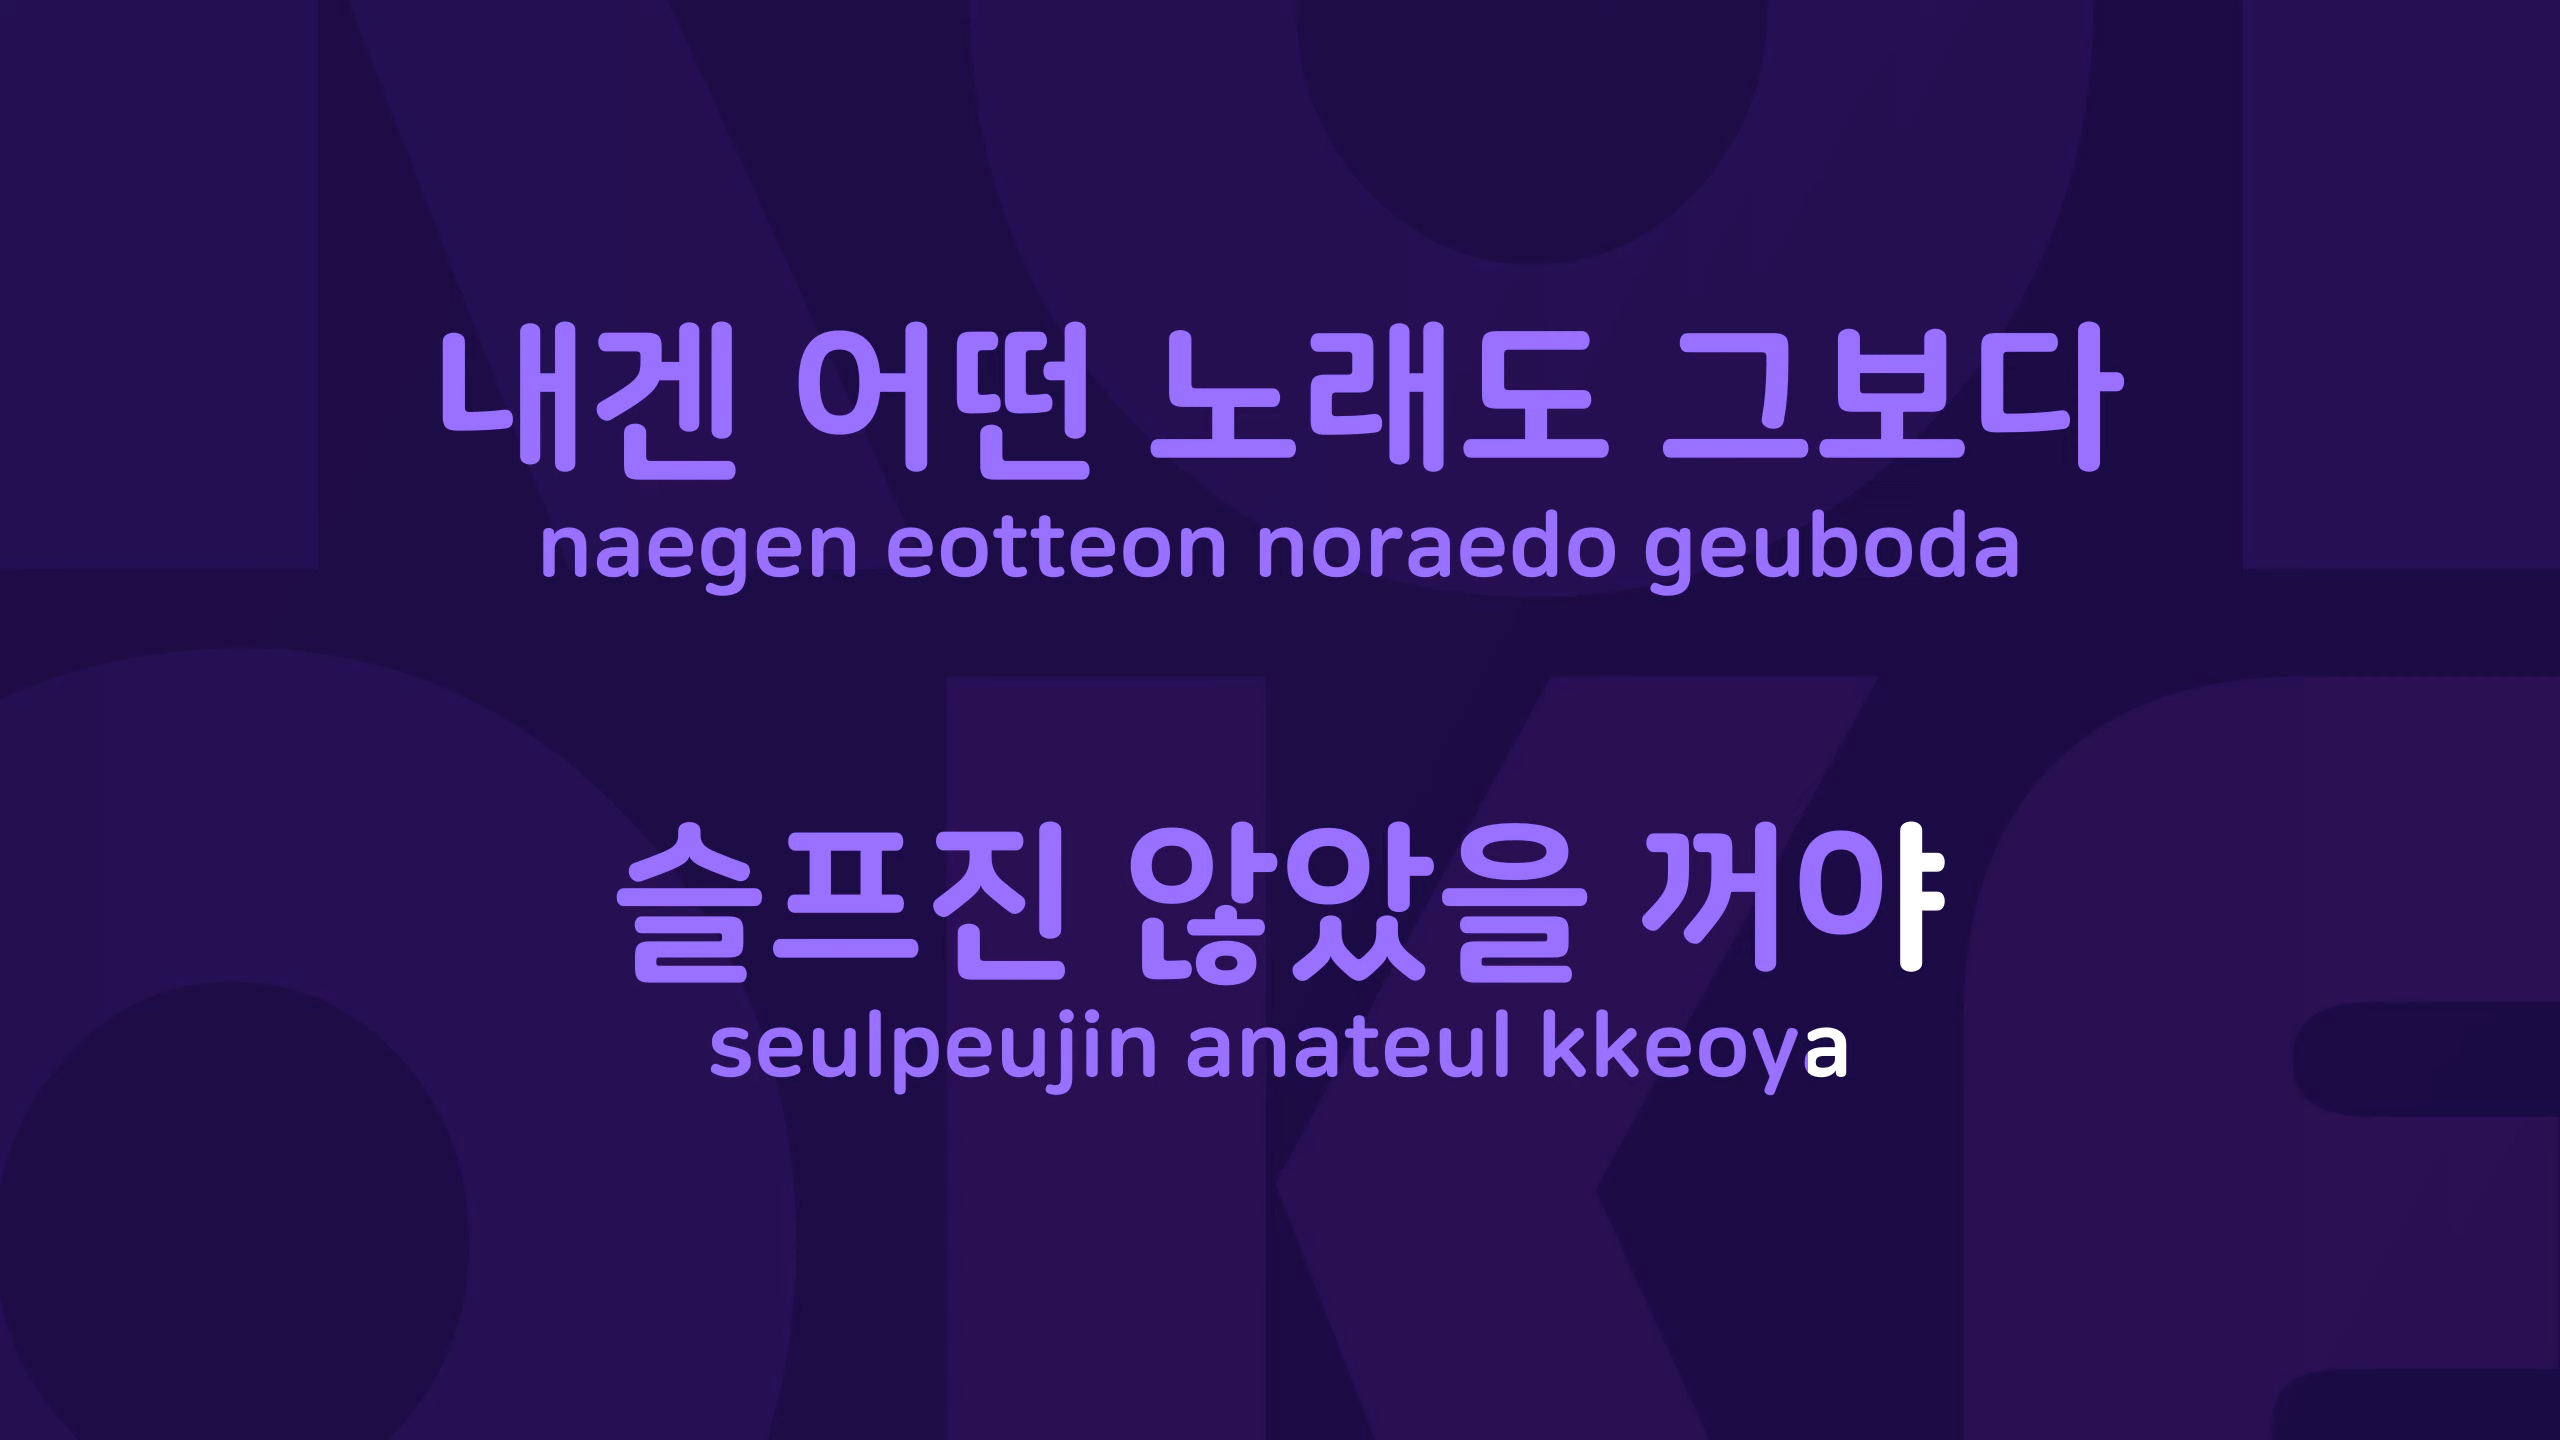 내겐 어떤 노래도 그보다
naegen eotteon noraedo geuboda
슬프진 않았을 꺼야
seulpeujin anateul kkeoya